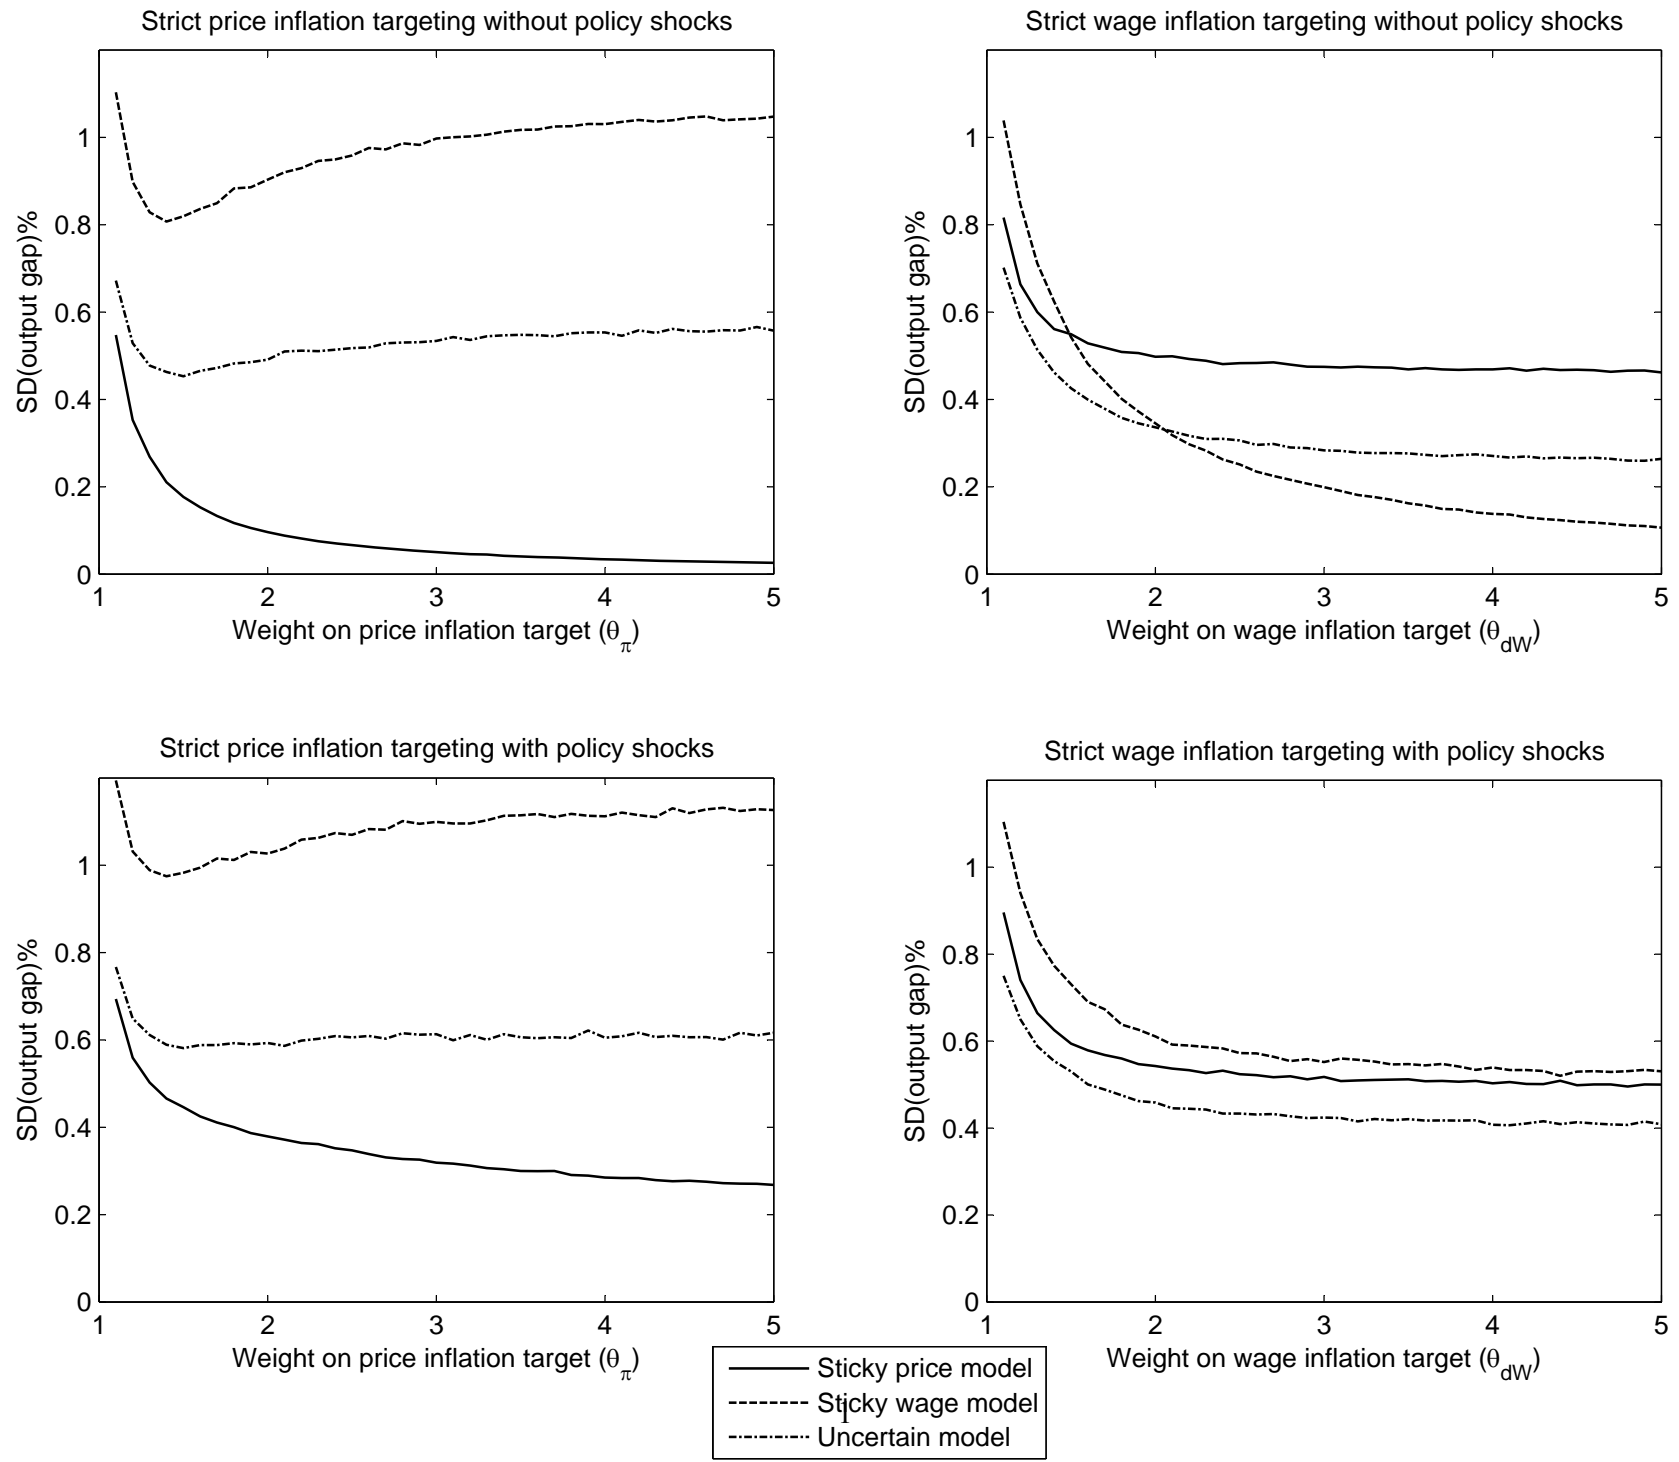 Strict price inflation targeting without policy shocks
SD(output gap)%
1
0.8
0.6
0.4
0.2
0
1 2 3 4 5
Weight on price inflation target (θπ)
Strict wage inflation targeting without policy shocks
SD(output gap)%
1
0.8
0.6
0.4
0.2
0
1 2 3 4 5
Weight on wage inflation target (θdW)
Strict price inflation targeting with policy shocks
SD(output gap)%
1
0.8
0.6
0.4
0.2
0
1 2 3 4 5
Weight on price inflation target (θπ)
Strict wage inflation targeting with policy shocks
SD(output gap)%
1
0.8
0.6
0.4
0.2
0
1 2 3 4 5
Weight on wage inflation target (θdW)
Sticky price model
Sticky wage model
Uncertain model
1